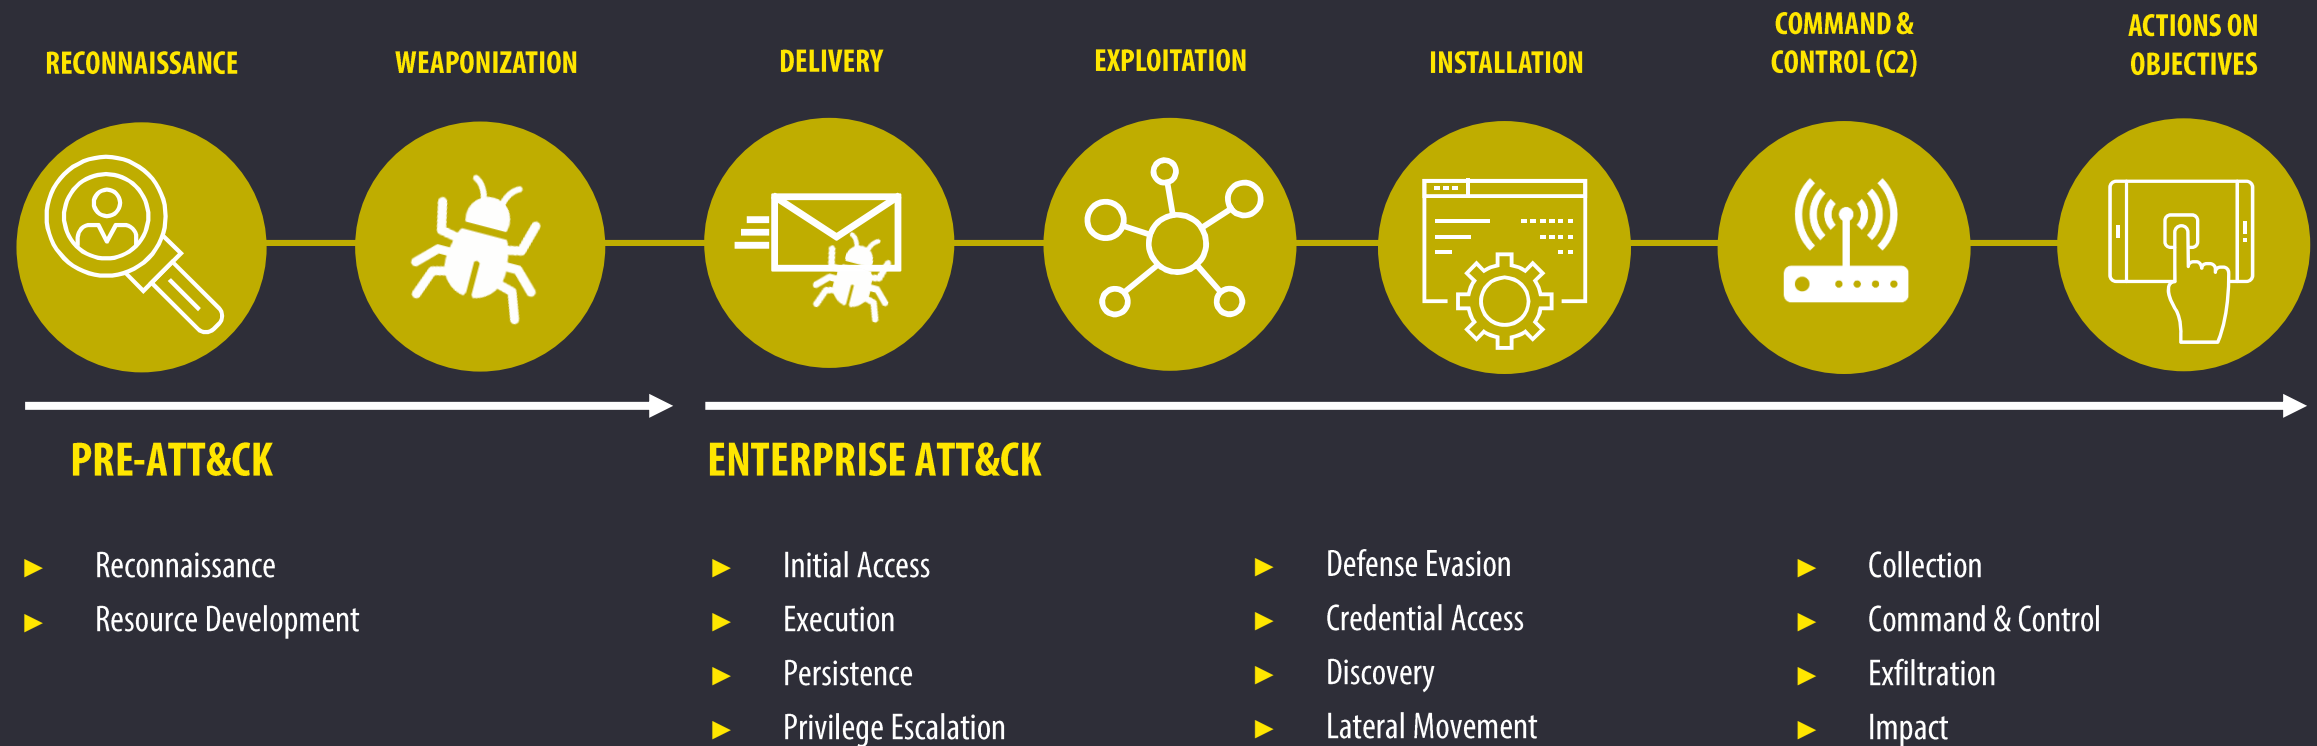 RECONNAISSANCE
WEAPONIZATION
DELIVERY
EXPLOITATION
INSTALLATION
COMMAND &
CONTROL (C2)
ACTIONS ON
OBJECTIVES
PRE-ATT&CK
Reconnaissance
Resource Development
ENTERPRISE ATT&CK
Initial Access
Execution
Persistence
Privilege Escalation
Defense Evasion
Credential Access
Discovery
Lateral Movement
Collection
Command & Control
Exfiltration
Impact